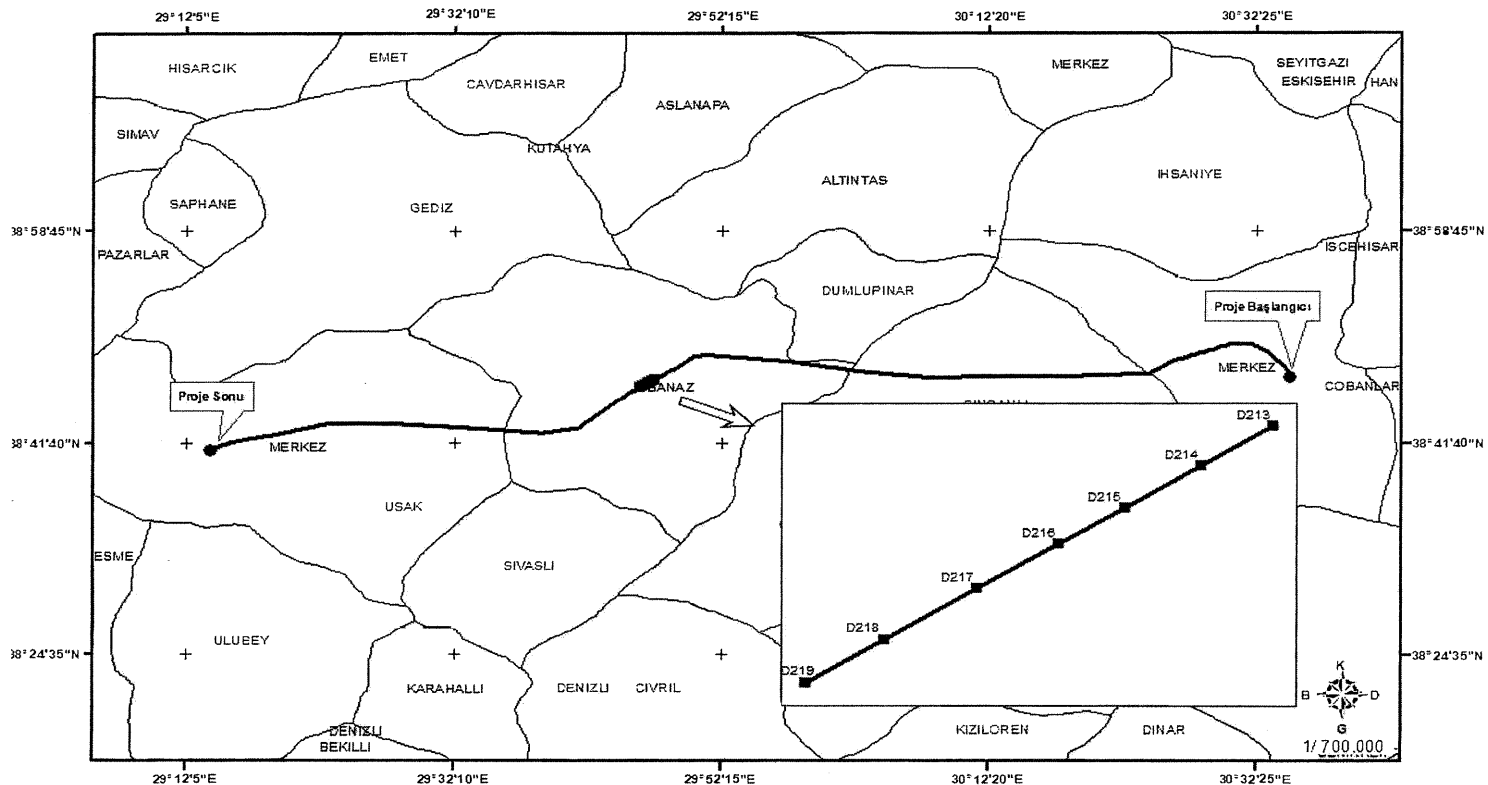 29°12'5"E
29°32'10"E
29°52'15"E
30°12'20"E
30°32'25"E
HISARCIK
EMET
CAVDARHISAR
ASLANAPA
MERKEZ
SEYITGAZI
ESKISEHIR
HAN
SIMAV
KUTAHYA
ALTINTAS
IHSANIYE
SAPHANE
GEDIZ
38°58'45"N
38°58'45"N
PAZARLAR
ISCEHISAR
DUMLUPINAR
Proje Başlangıcı
MERKEZ
COBANLAR
BANAZ
Proje Sonu
38°41'40"N
MERKEZ
38°41'40"N
D213
D214
D215
D216
D217
D218
D219
USAK
ESME
SIVASLI
ULUBEY
38°24'35"N
38°24'35"N
KARAHALLI
DENIZLI
CIVRIL
K
B
D
G
DENIZLI
BEKILLI
KIZILOREN
DINAR
1/ 700.000
29°12'5"E
29°32'10"E
29°52'15"E
30°12'20"E
30°32'25"E